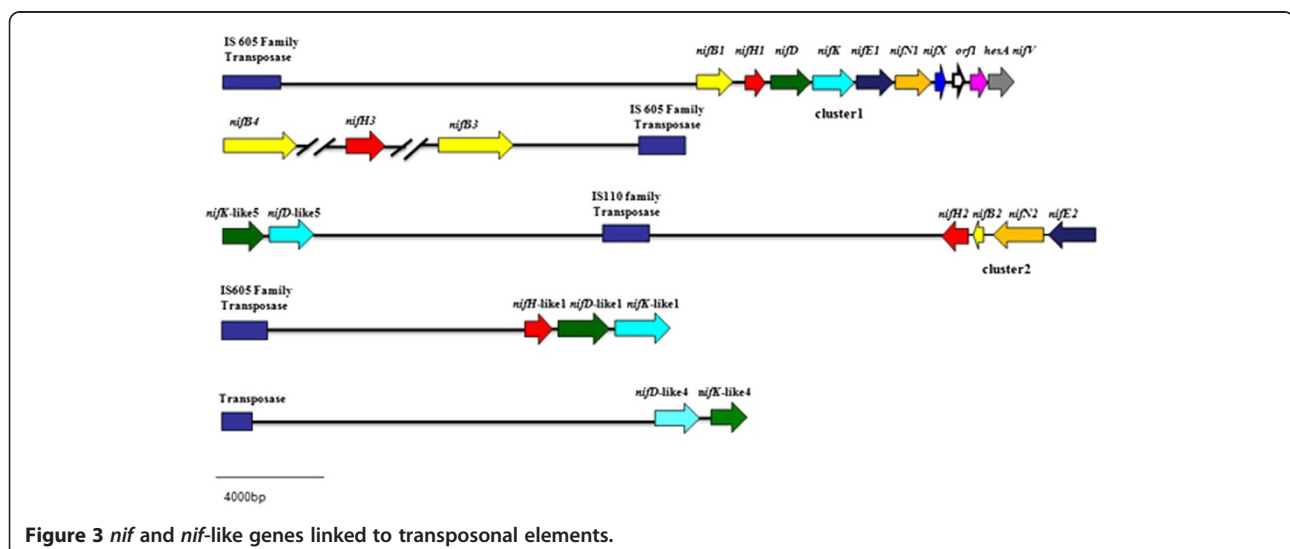 IS 605 Family
Transposase
nifB1 nifH1 nifD nifK nifE1 nifN1 nifX orf1 hesA nifV
cluster1
nifB4 nifH3 nifB3
IS 605 Family
Transposase
nifK-like5 nifD-like5
IS110 family
Transposase
nifH2 nifB2 nifN2 nifE2
cluster2
IS605 Family
Transposase
nifH-like1 nifD-like1 nifK-like1
Transposase
nifD-like4 nifK-like4
4000bp
Figure 3 nif and nif-like genes linked to transposonal elements.